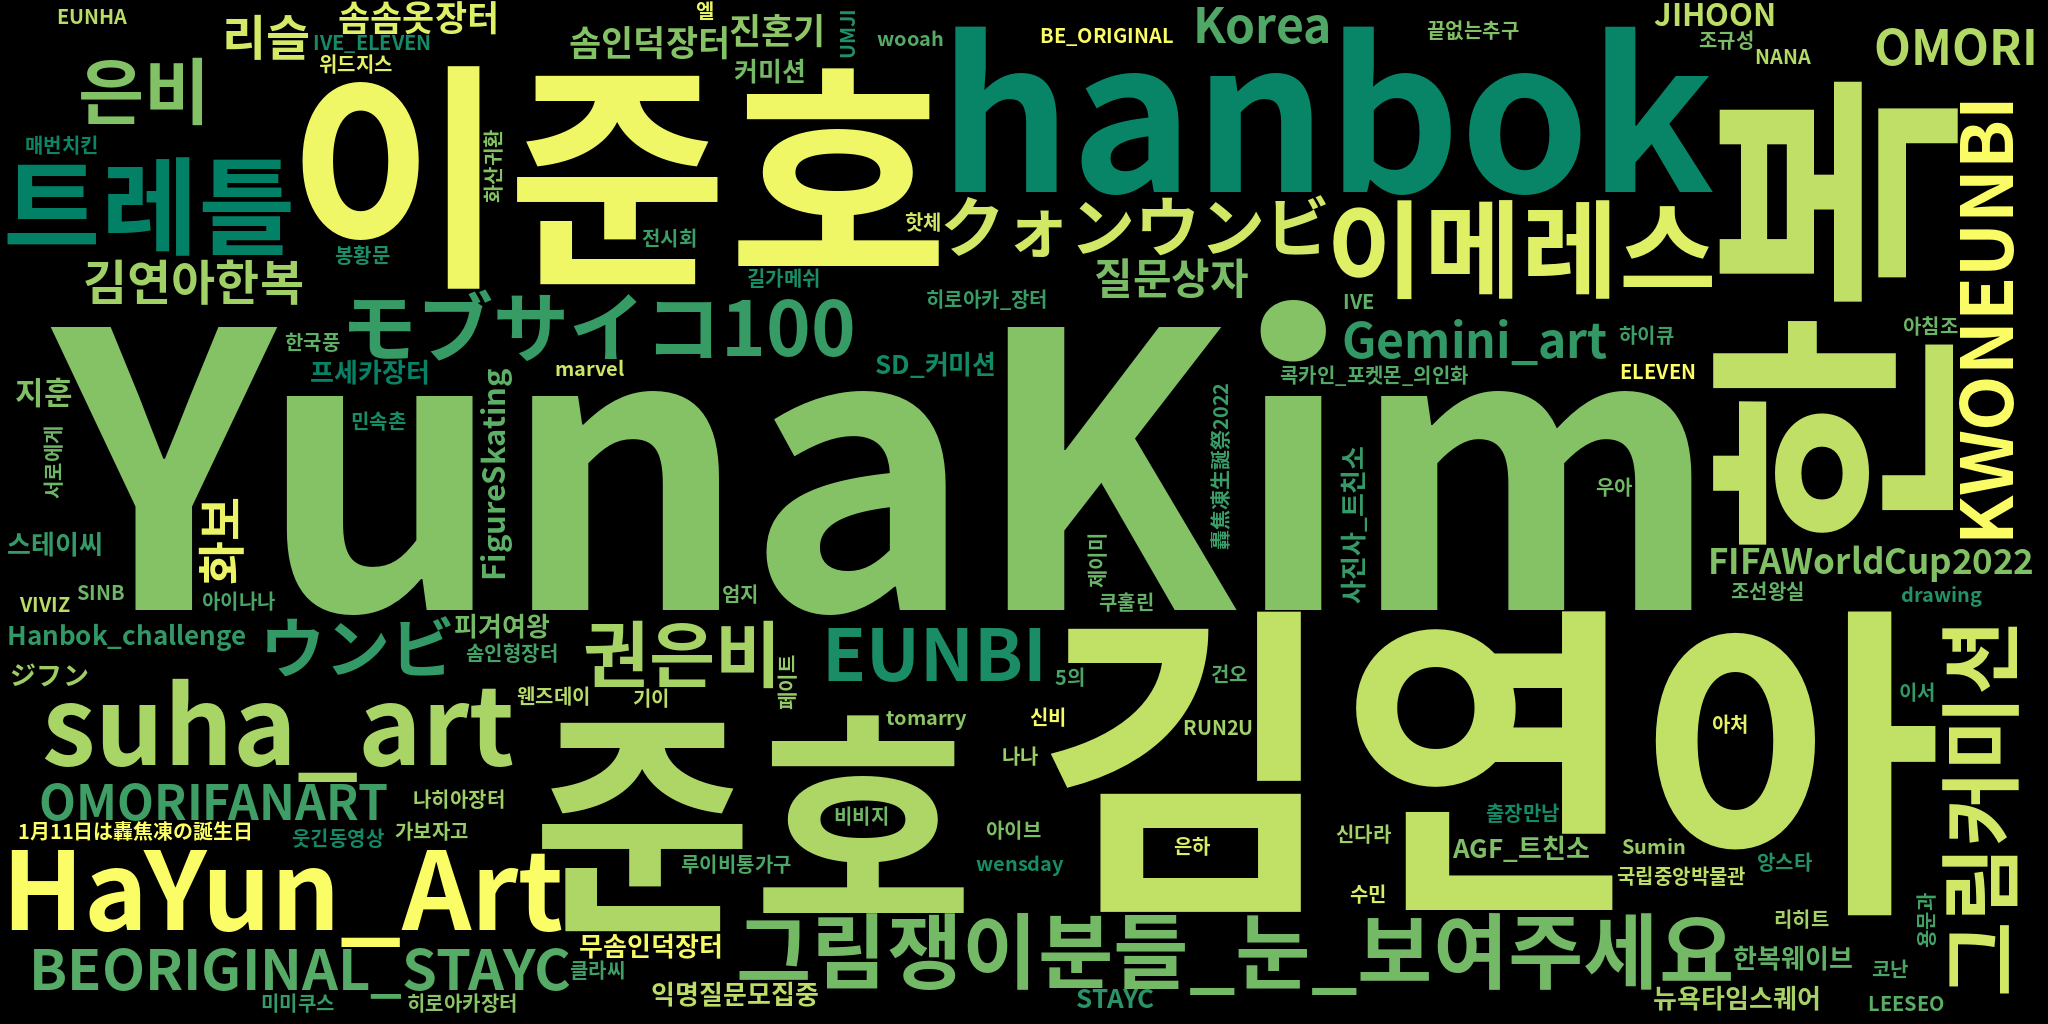 EUNHA
솜솜옷장터
엘
리슬
IVE_ELEVEN
위드지스
솜인덕장터
진혼기
커미션
UMJI
wooah
BE_ORIGINAL
Korea
끝없는추구
JIHOON
조규성
NANA
OMORI
은비
이준호
hanbok
한복
KWONEUNBI
매번치킨
트레틀
화산귀환
전시회
핫체
クォンウンビ
이메레스
봉황문
길가메쉬
질문상자
김연아한복
モブサイコ100
히로아카_장터
IVE
Gemini_art
하이큐
아침조
한국풍
프세카장터
marvel
SD_커미션
콕카인_포켓몬_의인화
ELEVEN
YunaKim
지훈
민속촌
FigureSkating
轟焦凍生誕祭2022
서로에게
사진사_트친소
우아
화보
스테이씨
제이미
FIFAWorldCup2022
VIVIZ
SINB
아이나나
엄지
쿠훌린
조선왕실
drawing
Hanbok_challenge
ウンビ
피겨여왕
솜인형장터
권은비
페이트
EUNBI
5의
김연아
건오
그림커미션
ジフン
suha_art
웬즈데이
기이
tomarry
신비
RUN2U
아처
이서
준호
나나
OMORIFANART
나히아장터
비비지
출장만남
1月11日は轟焦凍の誕生日
웃긴동영상
가보자고
아이브
은하
신다라
AGF_트친소
Sumin
HaYun_Art
루이비통가구
wensday
국립중앙박물관
앙스타
수민
용문과
리히트
BEORIGINAL_STAYC
무솜인덕장터
그림쟁이분들_눈_보여주세요
한복웨이브
클라씨
코난
미미쿠스
히로아카장터
익명질문모집중
STAYC
뉴욕타임스퀘어
LEESEO